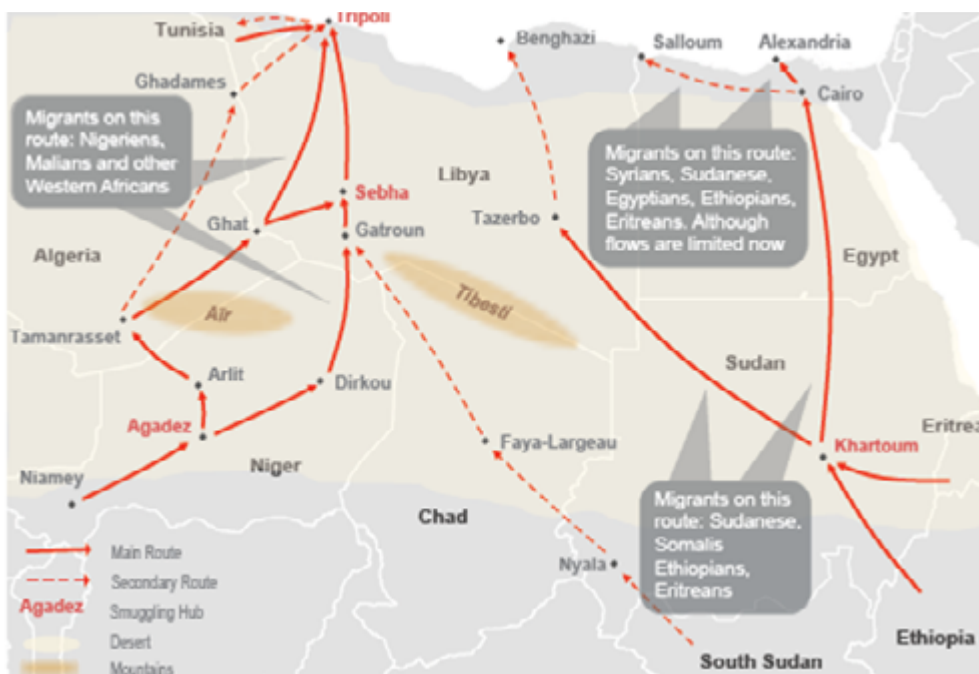 Tripoli
Tunisia
Benghazi
Salloum
Alexandria
Ghadames
Cairo
Migrants on this
route: Nigeriens,
Malians and other
Western Africans
Migrants on this route:
Syrians, Sudanese,
Egyptians, Ethiopians,
Eritreans. Although
flows are limited now
Libya
Sebha
Ghat
Gatroun
Tazerbo
Algeria
Egypt
Air
Tibesti
Tamanrasset
Arlit
Dirkou
Sudan
Agadez
Khartoum
Eritrea
Faya-Largeau
Niger
Niamey
Chad
Migrants on this
route: Sudanese,
Somalis
Ethiopians,
Eritreans
Nyala
Ethiopia
South Sudan
Main Route
Secondary Route
Agadez Smuggling Hub
Desert
Mountains